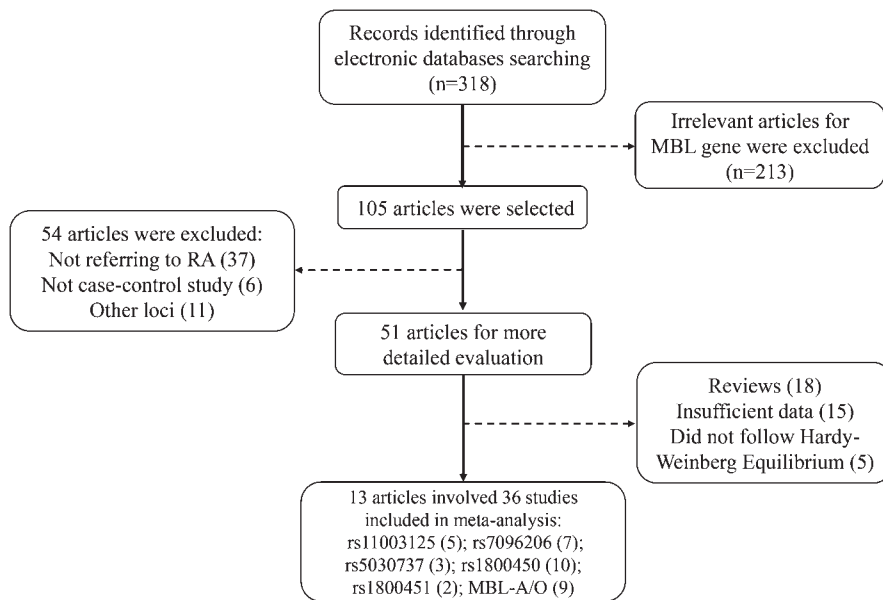 Records identified through
electronic databases searching
(n=318)
Irrelevant articles for
MBL gene were excluded
(n=213)
105 articles were selected
54 articles were excluded:
Not referring to RA (37)
Not case-control study (6)
Other loci (11)
51 articles for more
detailed evaluation
Reviews (18)
Insufficient data (15)
Did not follow Hardy-
Weinberg Equilibrium (5)
13 articles involved 36 studies
included in meta-analysis:
rs11003125 (5); rs7096206 (7);
rs5030737 (3); rs1800450 (10);
rs1800451 (2); MBL-A/O (9)